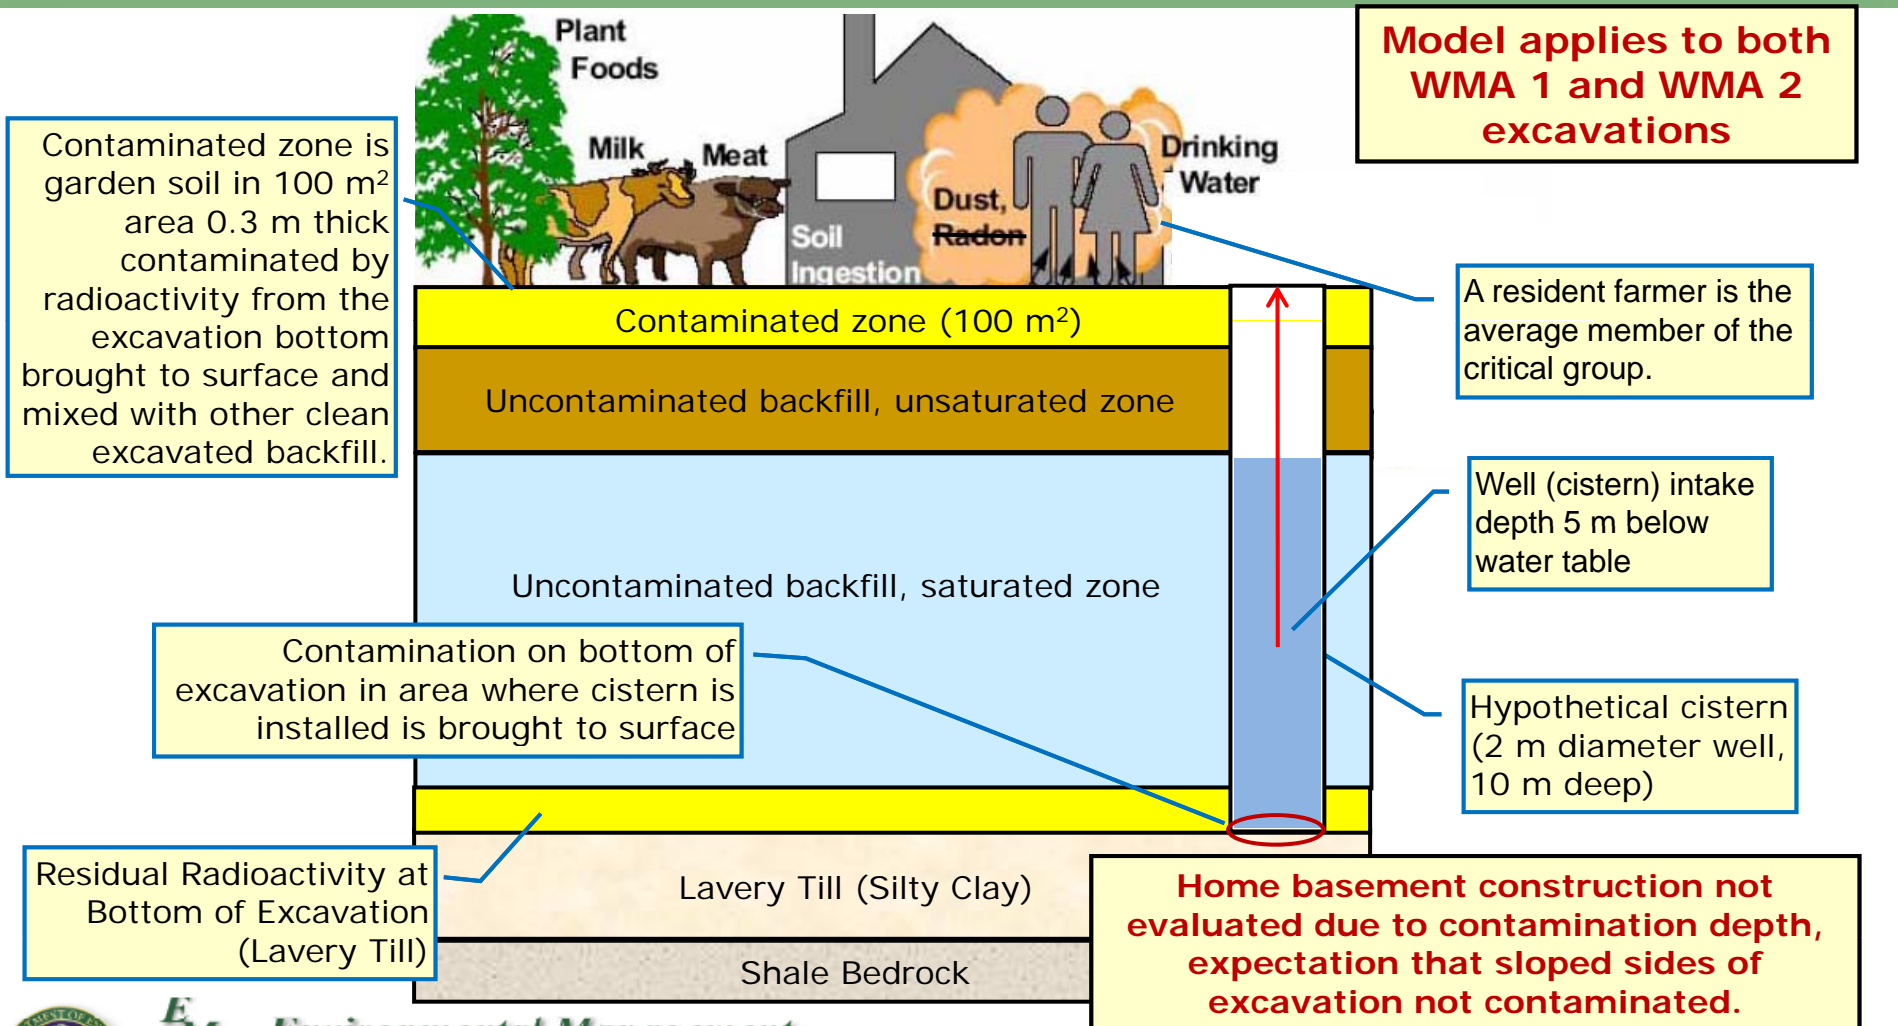 Model applies to both
WMA 1 and WMA 2
excavations
Plant
Foods
Milk
Meat
Soil
Ingestion
Dust,
Radon
Drinking
Water
Contaminated zone is
garden soil in 100 m²
area 0.3 m thick
contaminated by
radioactivity from the
excavation bottom
brought to surface and
mixed with other clean
excavated backfill.
A resident farmer is the
average member of the
critical group.
Contaminated zone (100 m²)
Uncontaminated backfill, unsaturated zone
Well (cistern) intake
depth 5 m below
water table
Uncontaminated backfill, saturated zone
Contamination on bottom of
excavation in area where cistern is
installed is brought to surface
Hypothetical cistern
(2 m diameter well,
10 m deep)
Residual Radioactivity at
Bottom of Excavation
(Lavery Till)
Lavery Till (Silty Clay)
Shale Bedrock
Home basement construction not
evaluated due to contamination depth,
expectation that sloped sides of
excavation not contaminated.
E
Environmental Management